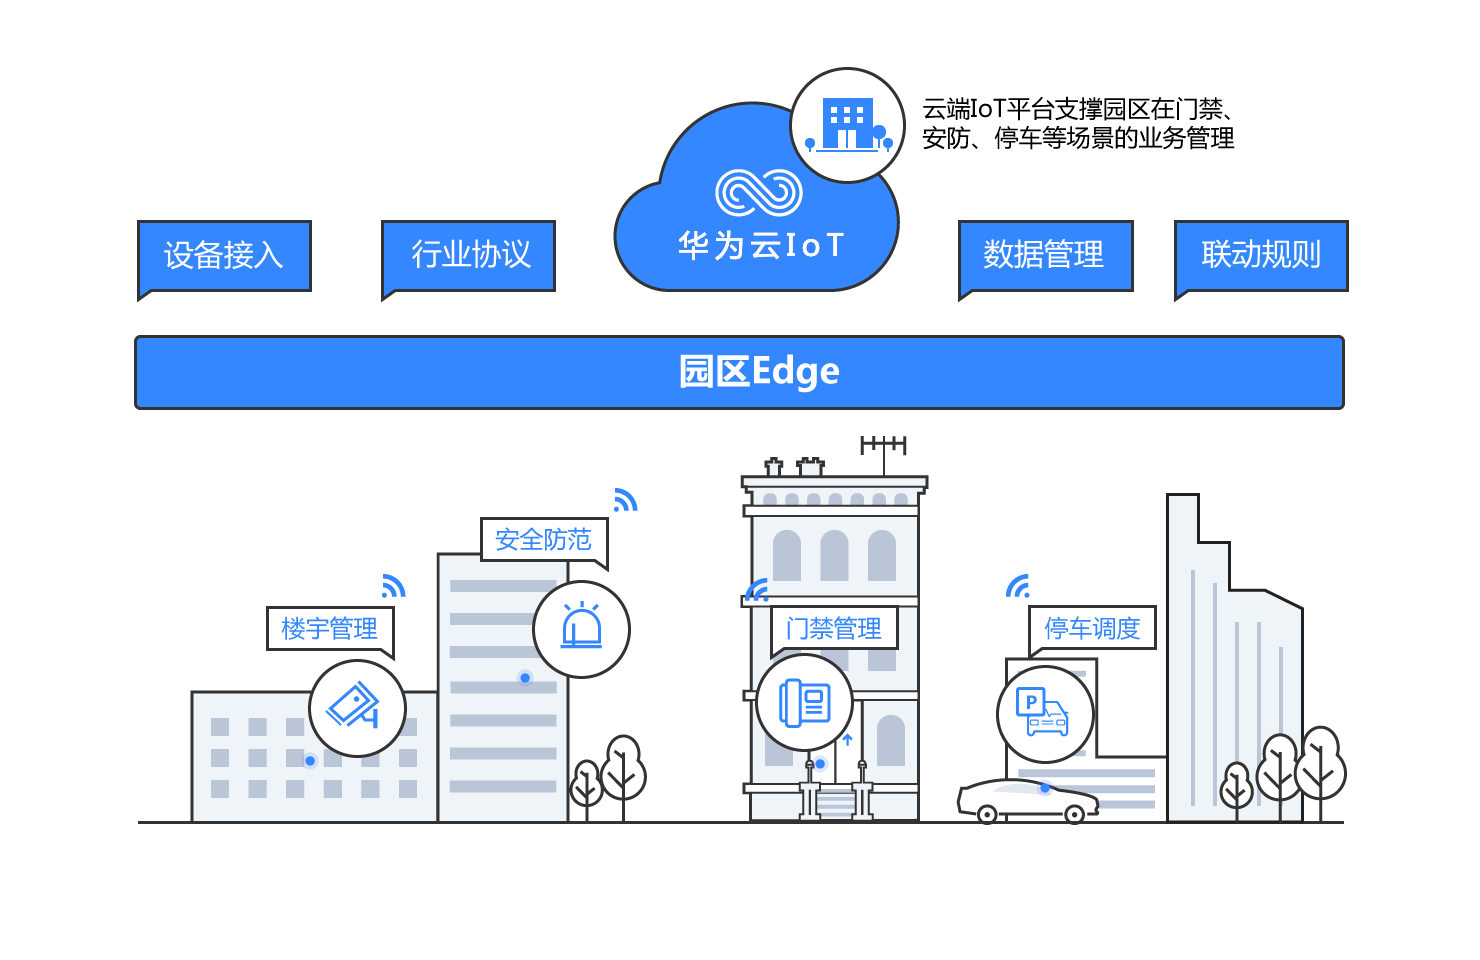 云端IoT平台支撑园区在门禁、
安防、停车等场景的业务管理
华为云IoT
设备接入
行业协议
数据管理
联动规则
园区Edge
安全防范
楼宇管理
门禁管理
停车调度
P